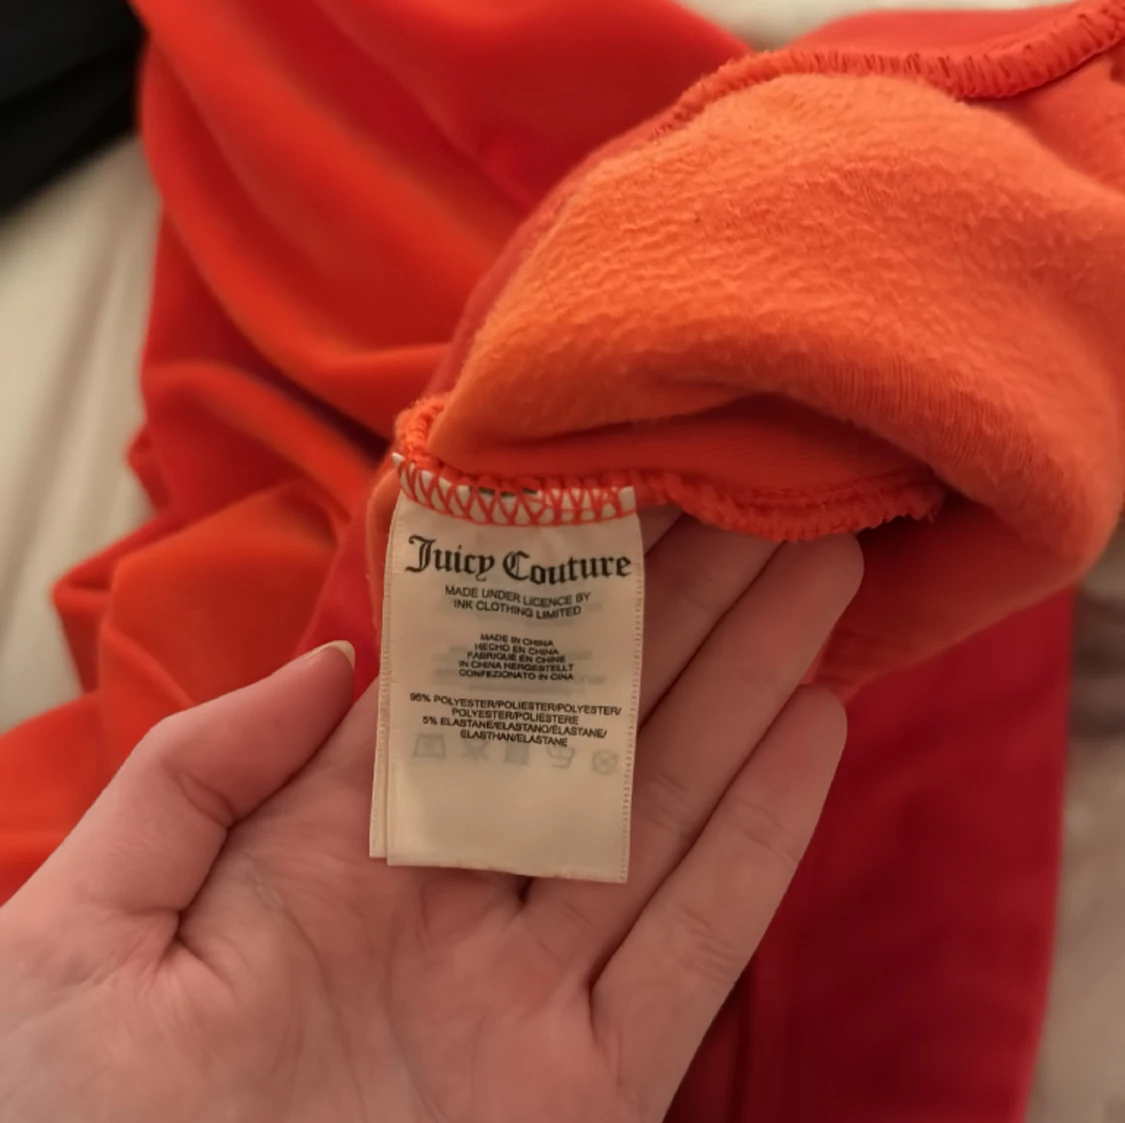 Juicy Couture
MADE UNDER LICENCE BY
INK CLOTHING LIMITED
MADE IN CHINA
HECHO EN CHINA
FABRIQUE EN CHINE
IN CHINA HERGESTELLT
CONFEZIONATO IN CINA
95% POLYESTER/POLIESTER/POLYESTER/
POLYESTER/POLIESTERE
5% ELASTANE/ELASTANO/ÉLASTANE/
ELASTHAN/ELASTANE